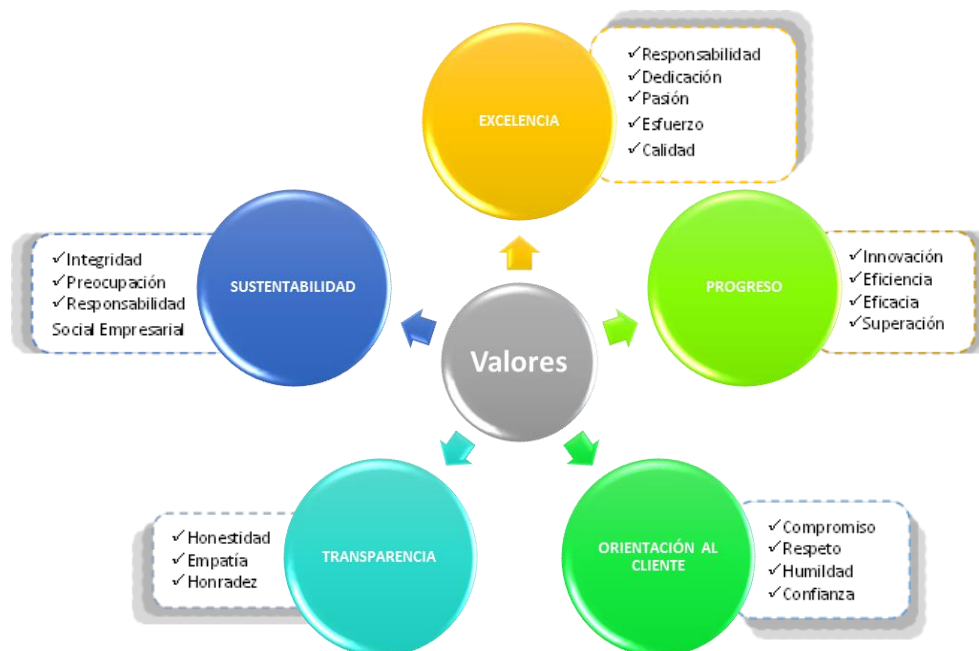 EXCELENCIA
✓Responsabilidad
✓Dedicación
✓Pasión
✓Esfuerzo
✓Calidad
PROGRESO
✓Innovación
✓Eficiencia
✓Eficacia
✓Superación
ORIENTACIÓN AL
CLIENTE
✓Compromiso
✓Respeto
✓Humildad
✓Confianza
TRANSPARENCIA
✓Honestidad
✓Empatía
✓Honradez
SUSTENTABILIDAD
✓Integridad
✓Preocupación
✓Responsabilidad
Social Empresarial
Valores